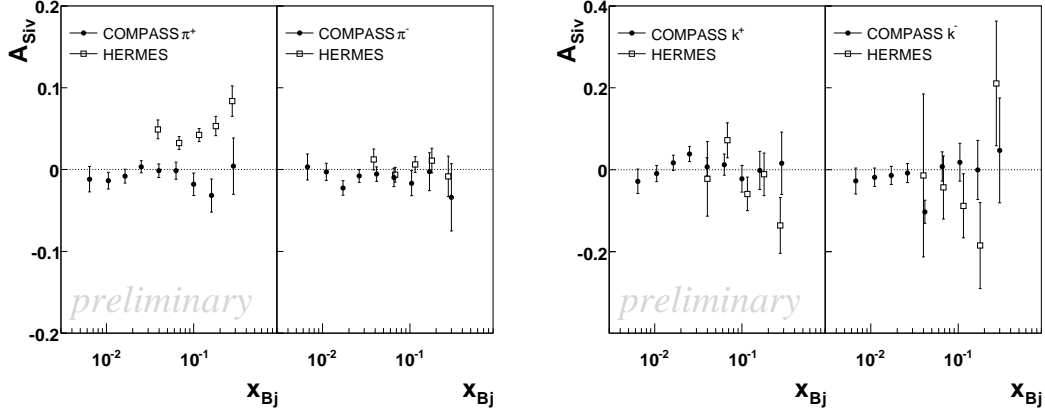 A_Siv
0.2
0.1
0
-0.1
-0.2
COMPASS π⁺
HERMES
COMPASS π⁻
HERMES
preliminary
10⁻²
10⁻¹
10⁻²
10⁻¹
x_Bj
x_Bj
A_Siv
0.4
0.2
0
-0.2
COMPASS k⁺
HERMES
COMPASS k⁻
HERMES
preliminary
10⁻²
10⁻¹
10⁻²
10⁻¹
x_Bj
x_Bj